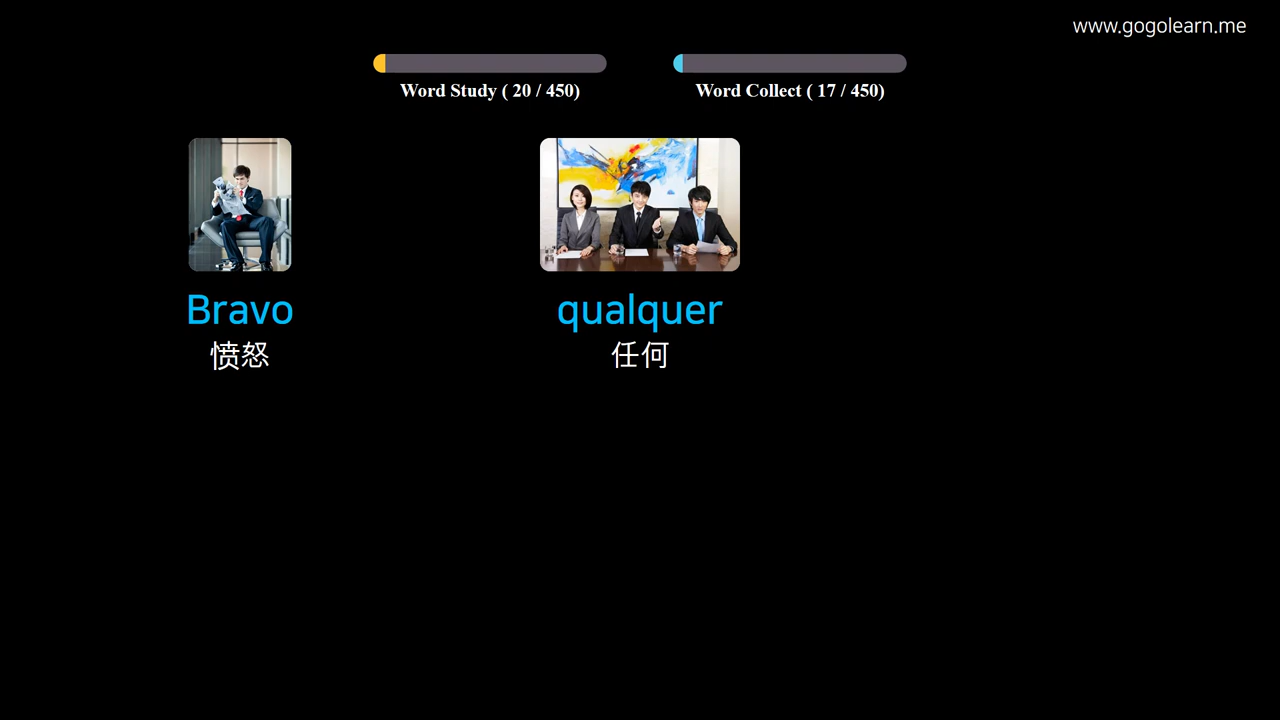 www.gogolearn.me
Word Study ( 20 / 450)
Word Collect ( 17 / 450)
Bravo
愤怒
qualquer
任何